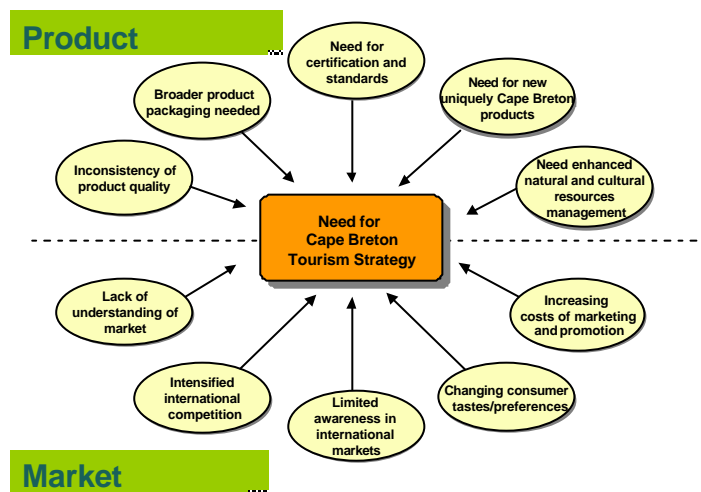 Product
Need for
certification and
standards
Broader product
packaging needed
Need for new
uniquely Cape Breton
products
Inconsistency of
product quality
Need enhanced
natural and cultural
resources
management
Need for
Cape Breton
Tourism Strategy
Lack of
understanding of
market
Increasing
costs of marketing
and promotion
Intensified
international
competition
Limited
awareness in
international
markets
Changing consumer
tastes/preferences
Market